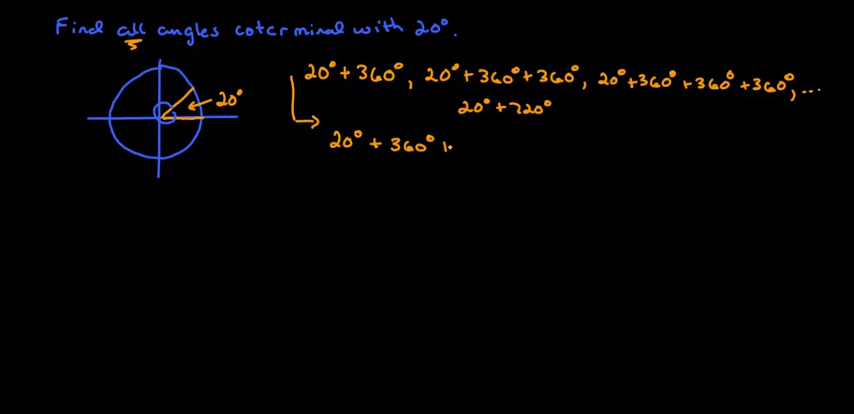 Find all angles coterminal with 20°.
20° + 360°, 20° + 360° + 360°, 20° + 360° + 360° + 360°, ...
20°
20° + 720°
20° + 360°